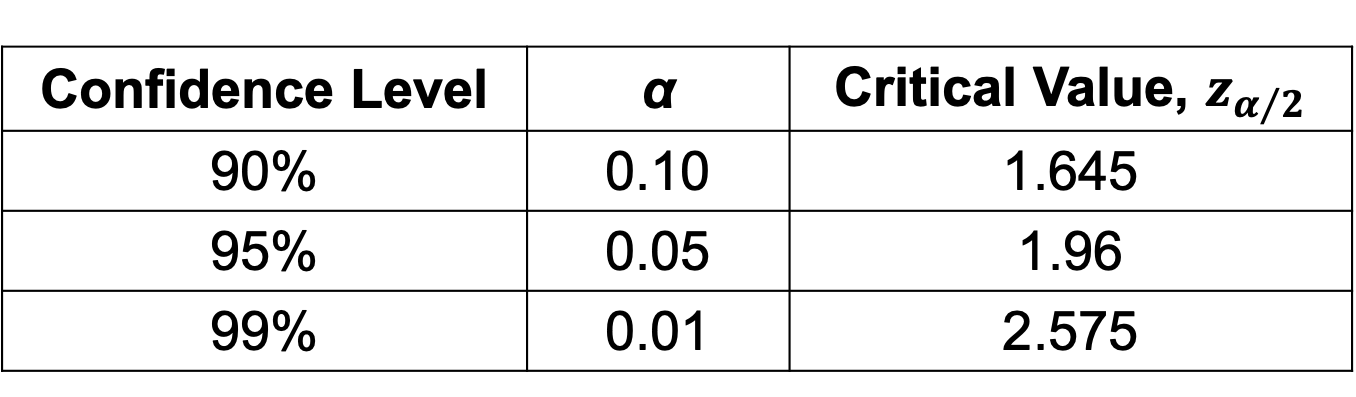 Confidence Level α Critical Value, zα/2
90% 0.10 1.645
95% 0.05 1.96
99% 0.01 2.575